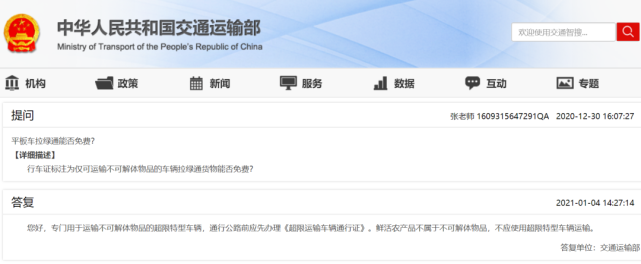 中华人民共和国交通运输部
Ministry of Transport of the People's Republic of China
欢迎使用交通智搜...
机构 政策 新闻 服务 数据 互动 专题
提问 张老师 1609315647291QA 2020-12-30 16:07:27
平板车拉绿通能否免费?
【详细描述】
行车证标注为仅可运输不可解体物品的车辆拉绿通货物能否免费?
答复 2021-01-04 14:27:14
您好，专门用于运输不可解体物品的超限特型车辆，通行公路前应先办理《超限运输车辆通行证》。鲜活农产品不属于不可解体物品，不应使用超限特型车辆运输。
答复单位：交通运输部